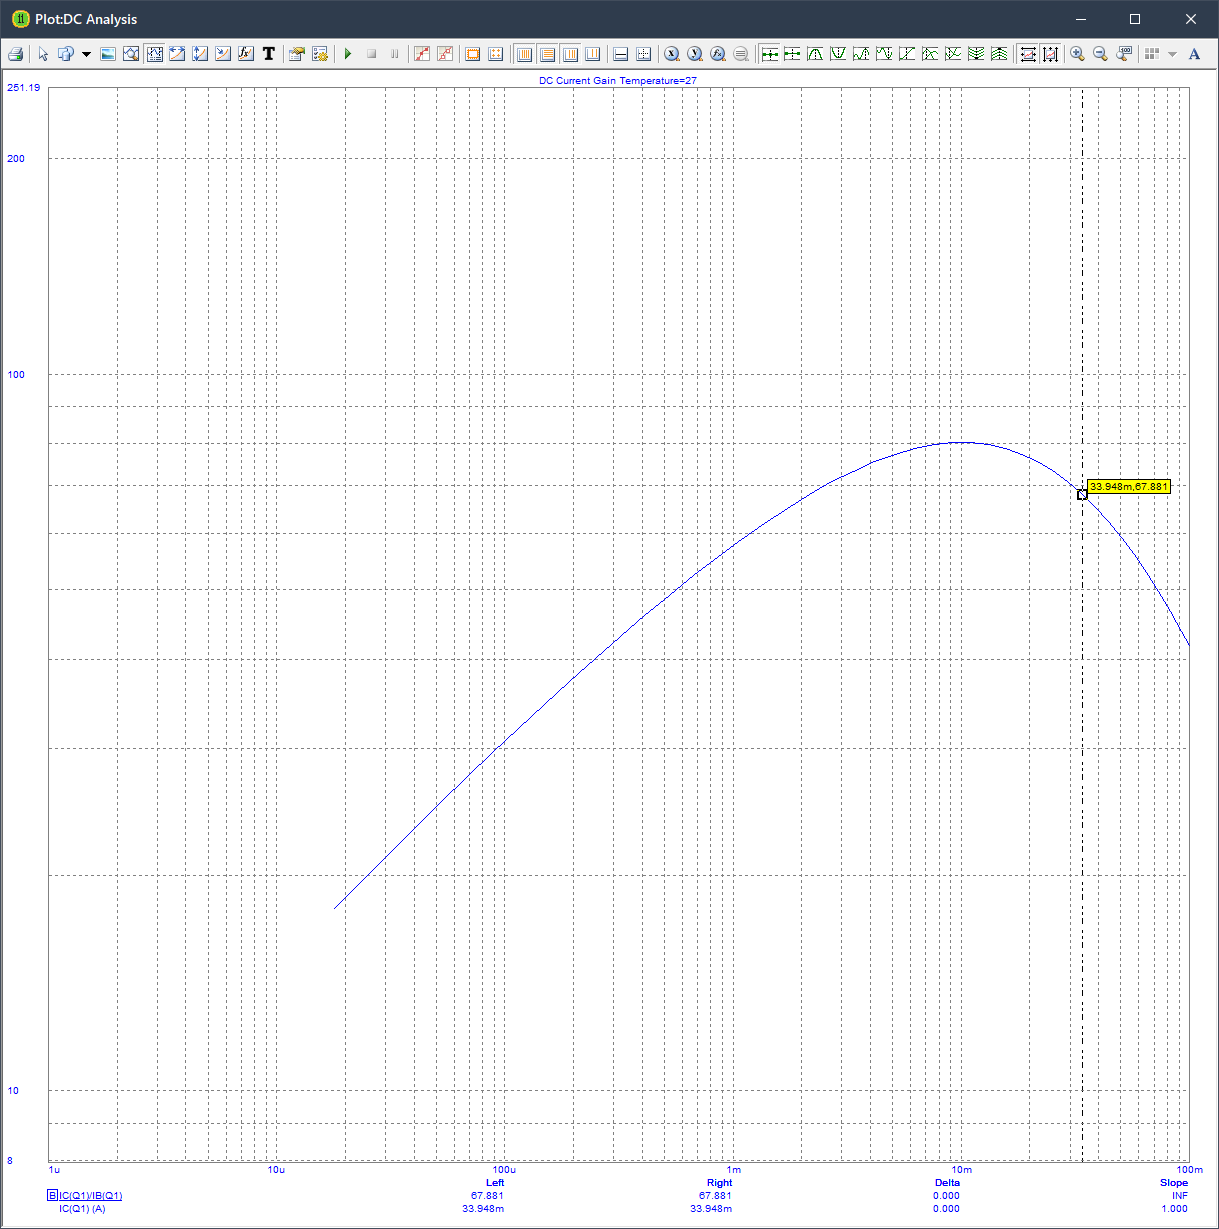 Plot:DC Analysis
T
A
DC Current Gain Temperature=27
251.19
200
100
33.948m,67.881
10
8
1u 10u 100u 1m 10m 100m
Left Right Delta Slope
B IC(Q1)/IB(Q1) 67.881 67.881 0.000 INF
IC(Q1) (A) 33.948m 33.948m 0.000 1.000